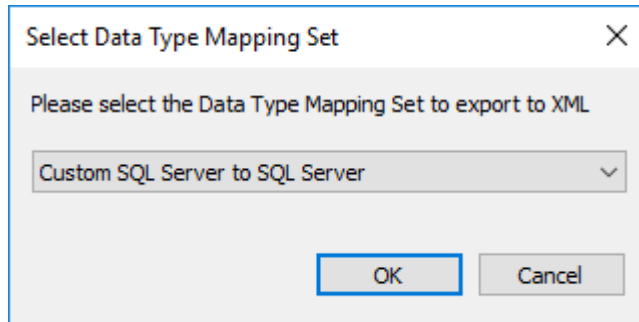 Select Data Type Mapping Set
Please select the Data Type Mapping Set to export to XML
Custom SQL Server to SQL Server
OK Cancel